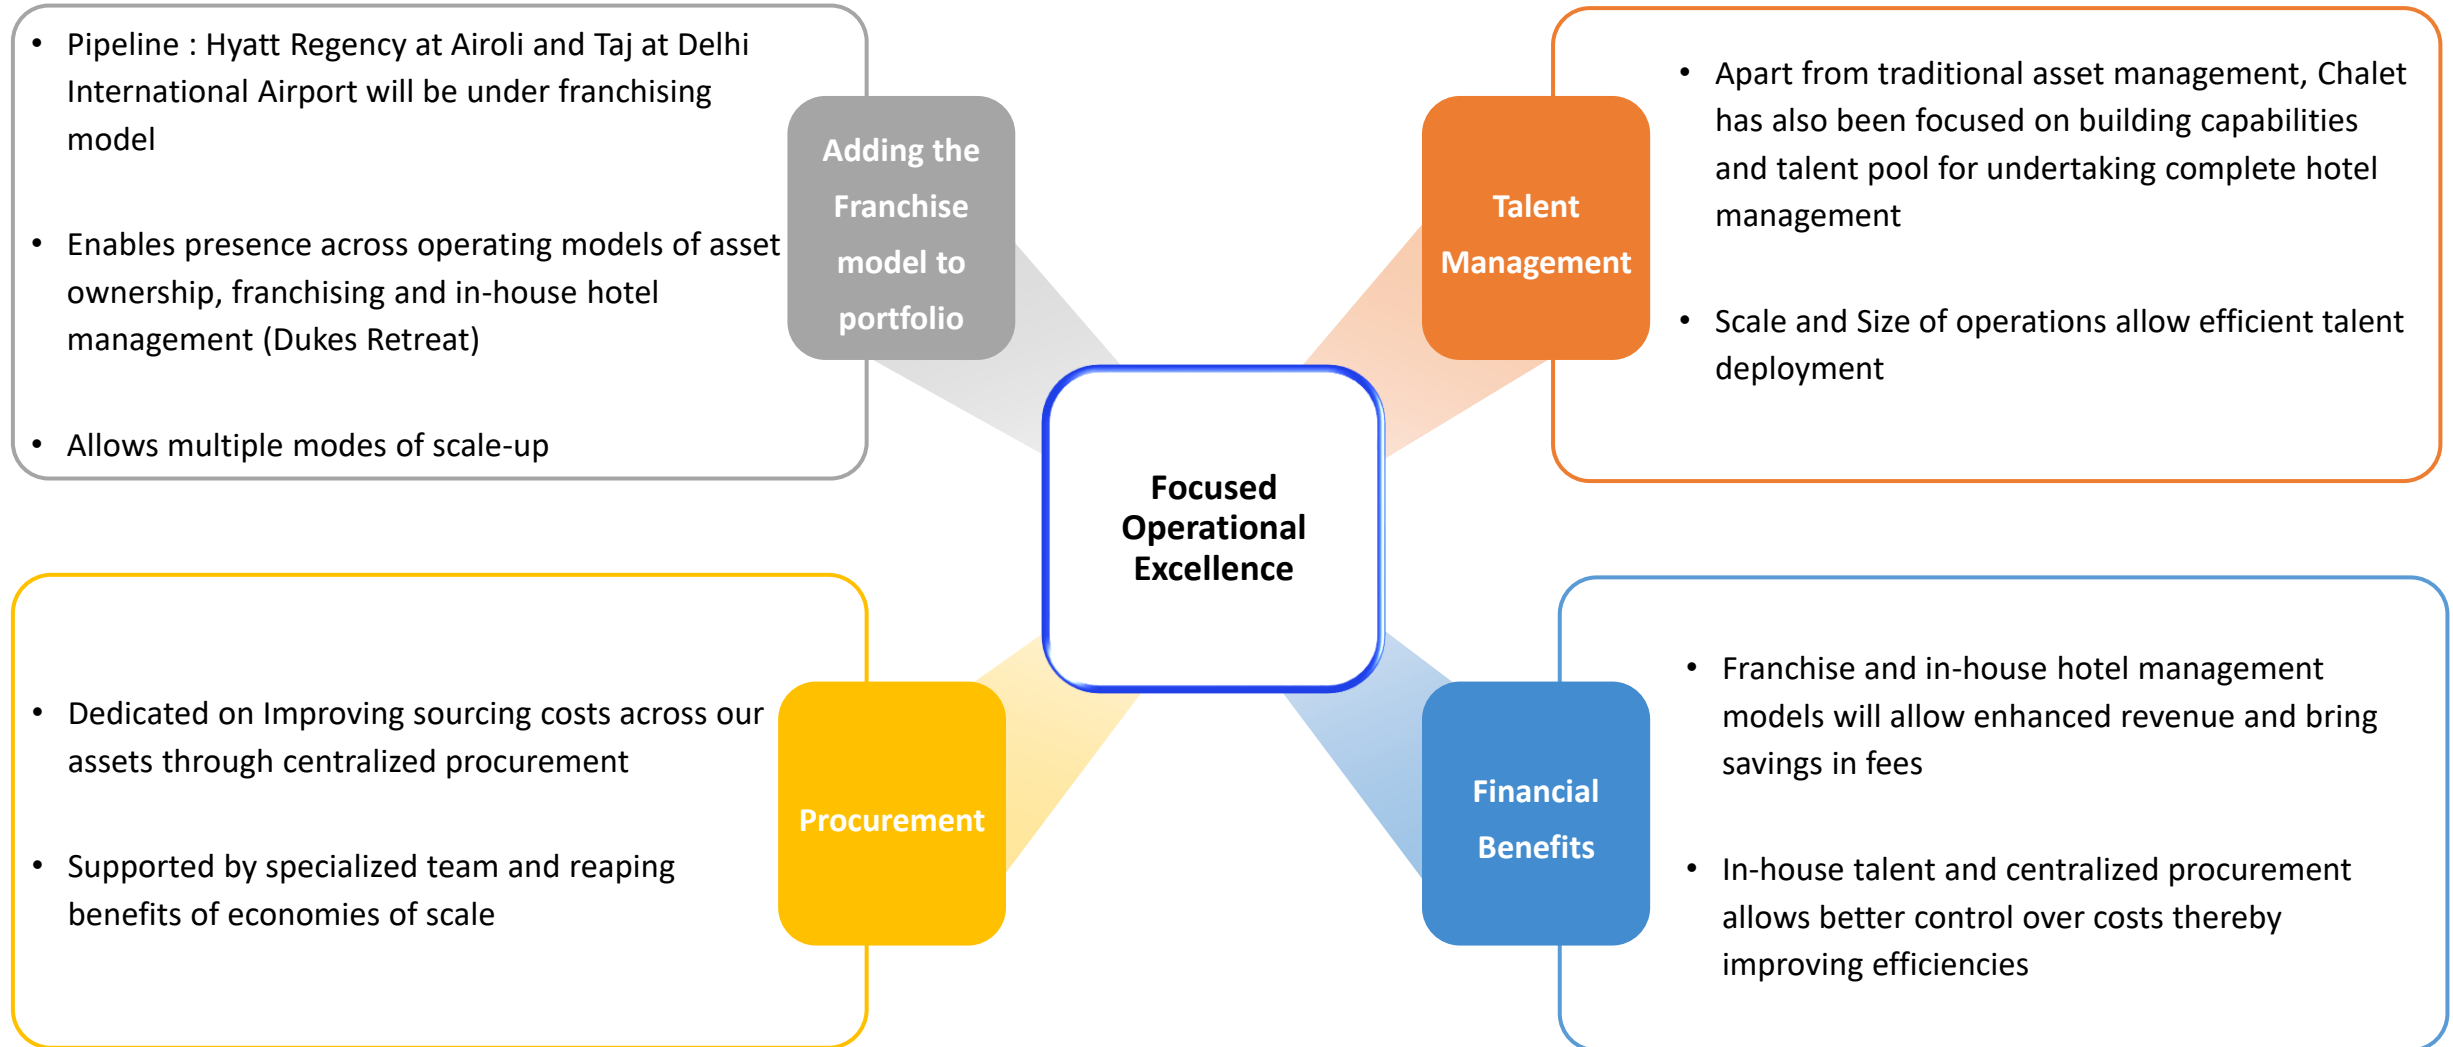 • Pipeline : Hyatt Regency at Airoli and Taj at Delhi
International Airport will be under franchising
model
• Enables presence across operating models of asset
ownership, franchising and in-house hotel
management (Dukes Retreat)
• Allows multiple modes of scale-up
Adding the
Franchise
model to
portfolio
Talent
Management
• Apart from traditional asset management, Chalet
has also been focused on building capabilities
and talent pool for undertaking complete hotel
management
• Scale and Size of operations allow efficient talent
deployment
Focused
Operational
Excellence
• Dedicated on Improving sourcing costs across our
assets through centralized procurement
• Supported by specialized team and reaping
benefits of economies of scale
Procurement
Financial
Benefits
• Franchise and in-house hotel management
models will allow enhanced revenue and bring
savings in fees
• In-house talent and centralized procurement
allows better control over costs thereby
improving efficiencies